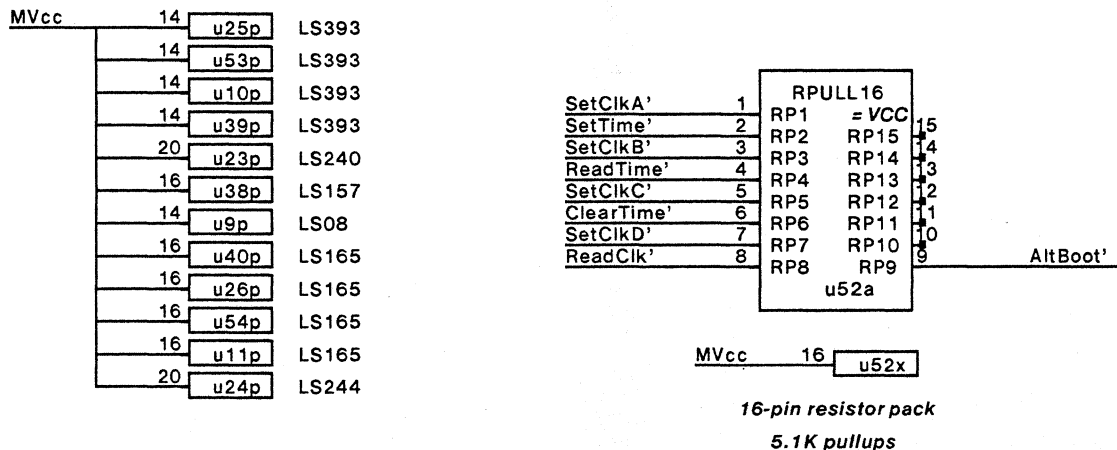 MVcc 14 u25p LS393
14 u53p LS393
14 u10p LS393
14 u39p LS393
20 u23p LS240
16 u38p LS157
14 u9p LS08
16 u40p LS165
16 u26p LS165
16 u54p LS165
16 u11p LS165
20 u24p LS244
RPULL16
= VCC
SetClkA' 1 RP1
SetTime' 2 RP2 RP15 15
SetClkB' 3 RP3 RP14 14
ReadTime' 4 RP4 RP13 13
SetClkC' 5 RP5 RP12 12
ClearTime' 6 RP6 RP11 11
SetClkD' 7 RP7 RP10 10
ReadClk' 8 RP8 RP9 9 AltBoot'
u52a
MVcc 16 u52x
16-pin resistor pack
5.1K pullups